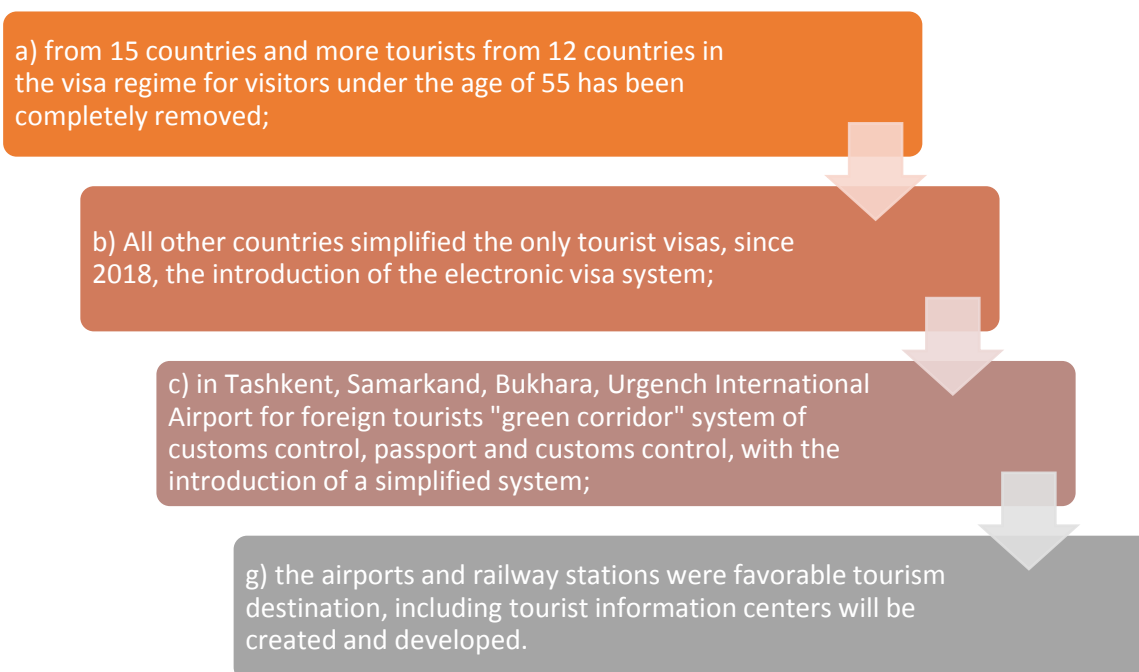 a) from 15 countries and more tourists from 12 countries in
the visa regime for visitors under the age of 55 has been
completely removed;
b) All other countries simplified the only tourist visas, since
2018, the introduction of the electronic visa system;
c) in Tashkent, Samarkand, Bukhara, Urgench International
Airport for foreign tourists "green corridor" system of
customs control, passport and customs control, with the
introduction of a simplified system;
g) the airports and railway stations were favorable tourism
destination, including tourist information centers will be
created and developed.